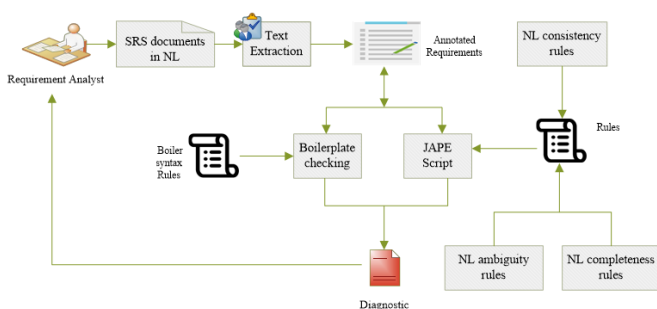 SRS documents
in NL
Text
Extraction
Annotated
Requirements
NL consistency
rules
Requirement Analyst
Boiler
syntax
Rules
Boilerplate
checking
JAPE
Script
Rules
NL ambiguity
rules
NL completeness
rules
Diagnostic